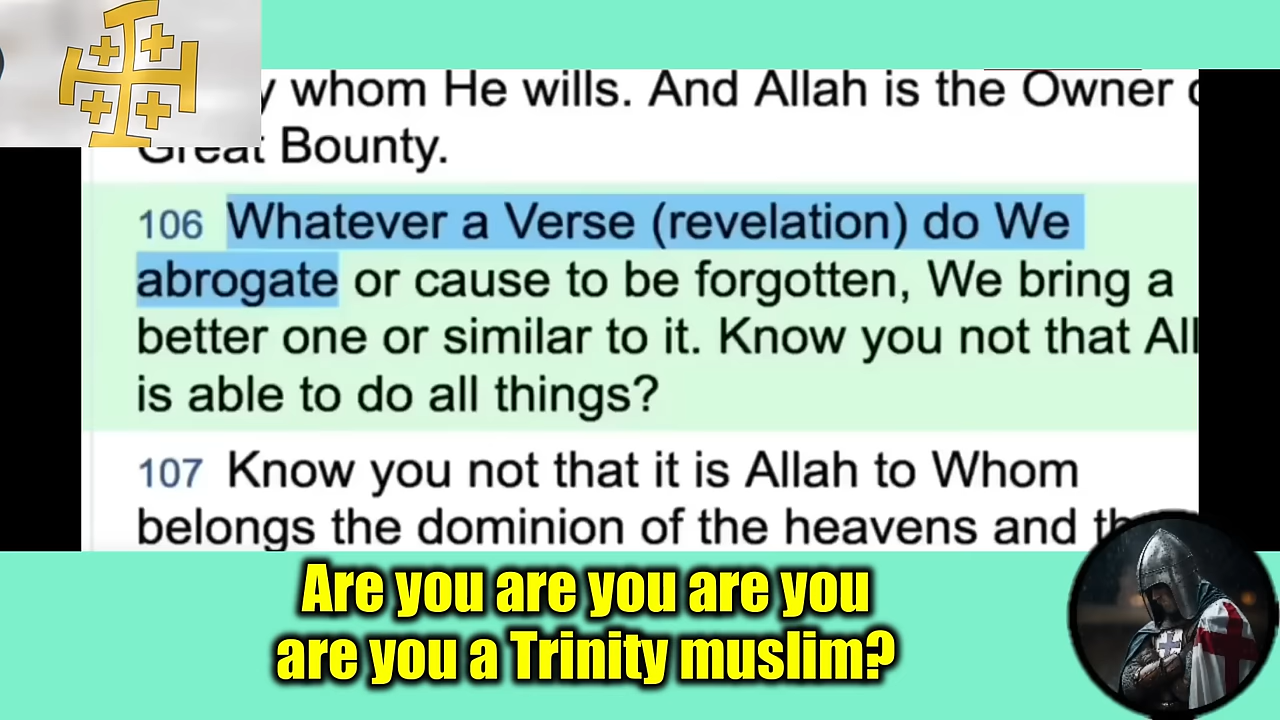 whom He wills. And Allah is the Owner
Great Bounty.
106 Whatever a Verse (revelation) do We
abrogate or cause to be forgotten, We bring a
better one or similar to it. Know you not that All
is able to do all things?
107 Know you not that it is Allah to Whom
belongs the dominion of the heavens and th
Are you are you are you
are you a Trinity muslim?